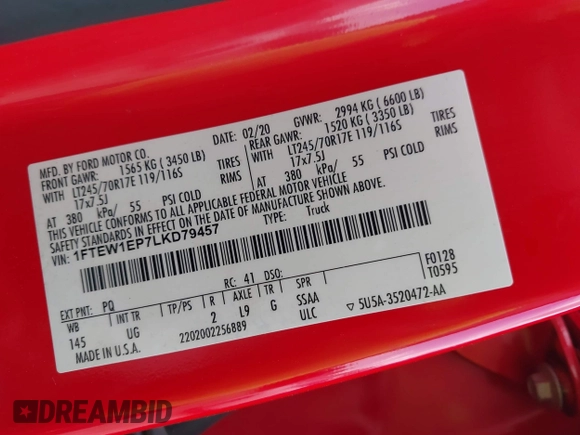 MFD. BY FORD MOTOR CO.
DATE: 02/20
GVWR: 2994 KG ( 6600 LB)
FRONT GAWR: 1565 KG ( 3450 LB)
REAR GAWR: 1520 KG ( 3350 LB)
WITH LT245/70R17E 119/116S TIRES
WITH LT245/70R17E 119/116S TIRES
17x7.5J RIMS
17x7.5J RIMS
AT 380 kPa/ 55 PSI COLD
AT 380 kPa/ 55 PSI COLD
THIS VEHICLE CONFORMS TO ALL APPLICABLE FEDERAL MOTOR VEHICLE
SAFETY STANDARDS IN EFFECT ON THE DATE OF MANUFACTURE SHOWN ABOVE.
VIN: 1FTEW1EP7LKD79457
TYPE: Truck
EXT PNT: PQ RC: 41 DSO: F0128
WB INT TR TP/PS R AXLE TR SPR T0595
145 UG 2 L9 G SSAA
MADE IN U.S.A. 2202002256889 ULC 5U5A-3520472-AA
DREAMBID